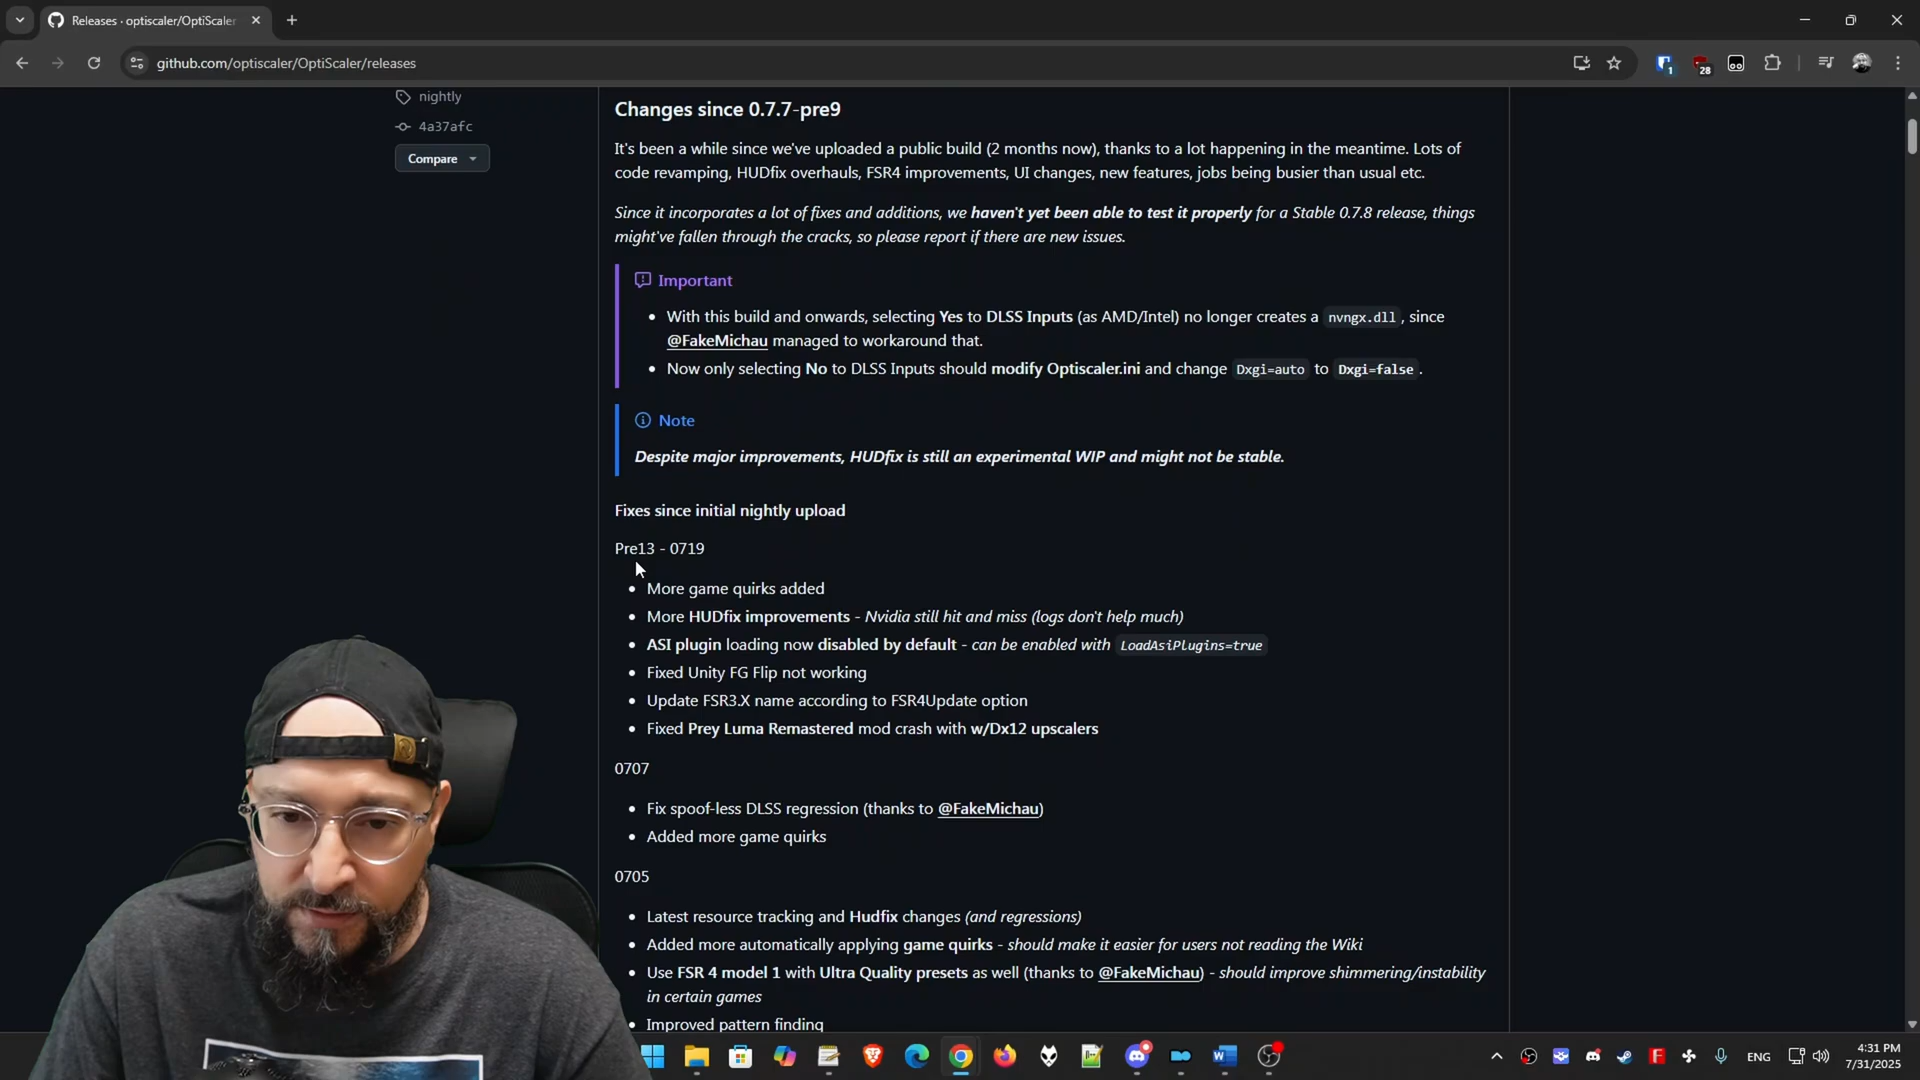 Releases · optiscaler/OptiScaler
github.com/optiscaler/OptiScaler/releases
1
28
nightly
4a37afc
Compare
Changes since 0.7.7-pre9
It's been a while since we've uploaded a public build (2 months now), thanks to a lot happening in the meantime. Lots of
code revamping, HUDfix overhauls, FSR4 improvements, UI changes, new features, jobs being busier than usual etc.
Since it incorporates a lot of fixes and additions, we haven't yet been able to test it properly for a Stable 0.7.8 release, things
might've fallen through the cracks, so please report if there are new issues.
Important
• With this build and onwards, selecting Yes to DLSS Inputs (as AMD/Intel) no longer creates a nvngx.dll, since
@FakeMichau managed to workaround that.
• Now only selecting No to DLSS Inputs should modify Optiscaler.ini and change Dxgi=auto to Dxgi=false.
Note
Despite major improvements, HUDfix is still an experimental WIP and might not be stable.
Fixes since initial nightly upload
Pre13 - 0719
• More game quirks added
• More HUDfix improvements - Nvidia still hit and miss (logs don't help much)
• ASI plugin loading now disabled by default - can be enabled with LoadAsiPlugins=true
• Fixed Unity FG Flip not working
• Update FSR3.X name according to FSR4Update option
• Fixed Prey Luma Remastered mod crash with w/Dx12 upscalers
0707
• Fix spoof-less DLSS regression (thanks to @FakeMichau)
• Added more game quirks
0705
• Latest resource tracking and Hudfix changes (and regressions)
• Added more automatically applying game quirks - should make it easier for users not reading the Wiki
• Use FSR 4 model 1 with Ultra Quality presets as well (thanks to @FakeMichau) - should improve shimmering/instability
in certain games
• Improved pattern finding
ENG
4:31 PM
7/31/2025